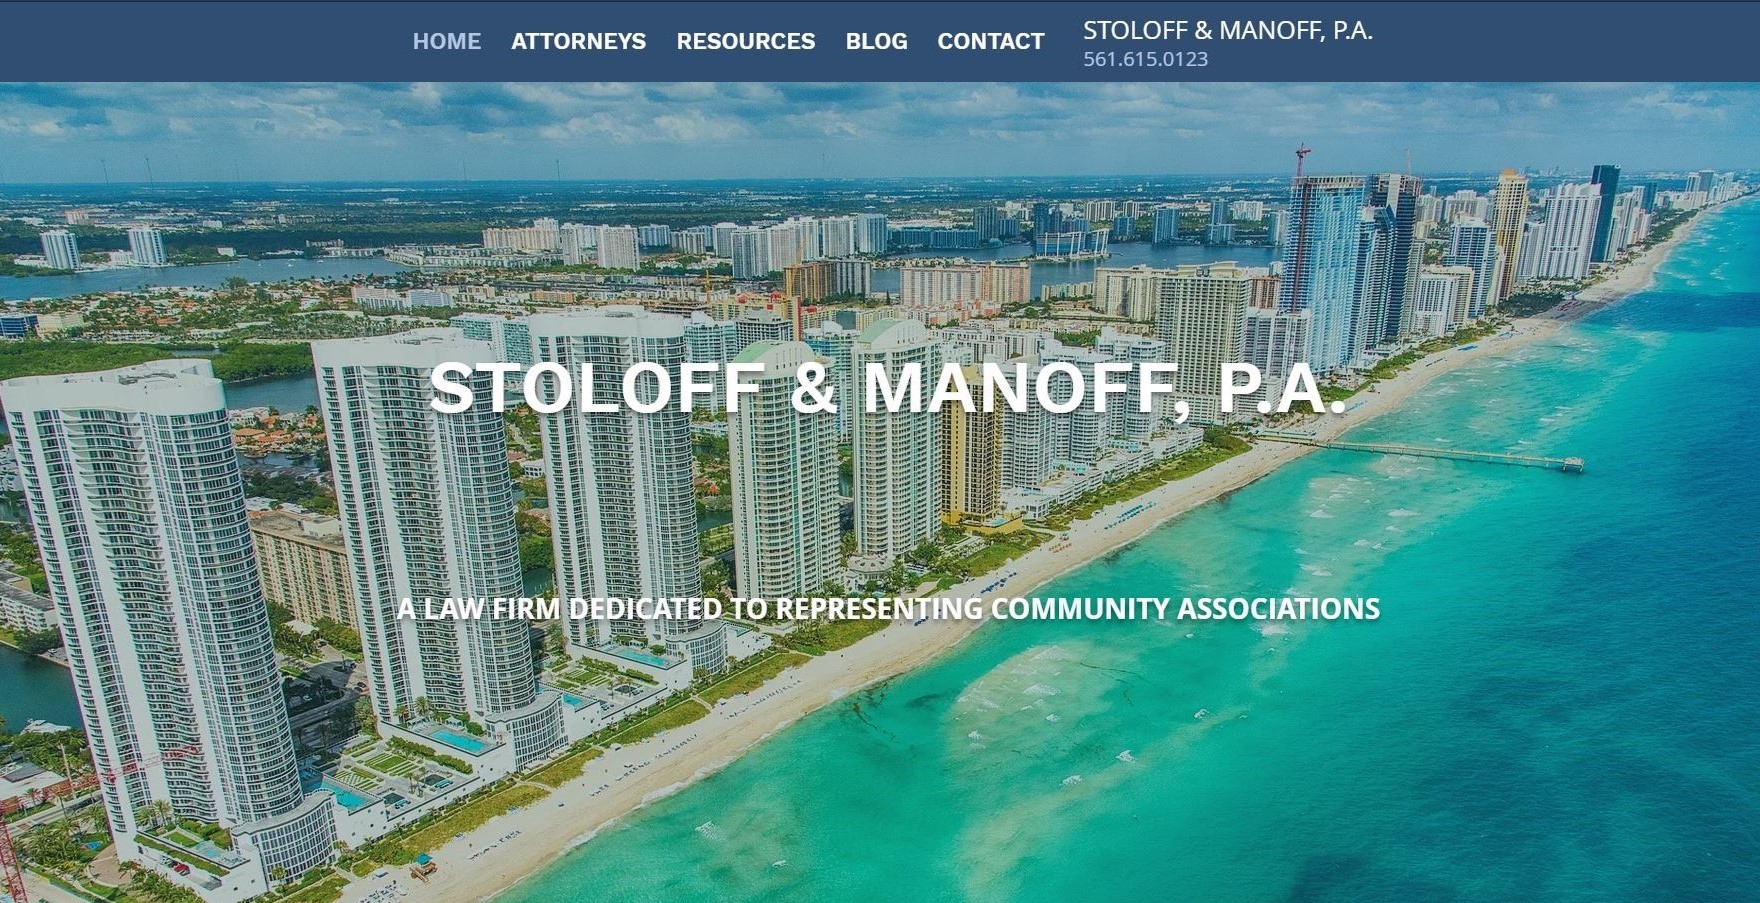 HOME ATTORNEYS RESOURCES BLOG CONTACT
STOLOFF & MANOFF, P.A.
561.615.0123
STOLOFF & MANOFF, P.A.
A LAW FIRM DEDICATED TO REPRESENTING COMMUNITY ASSOCIATIONS